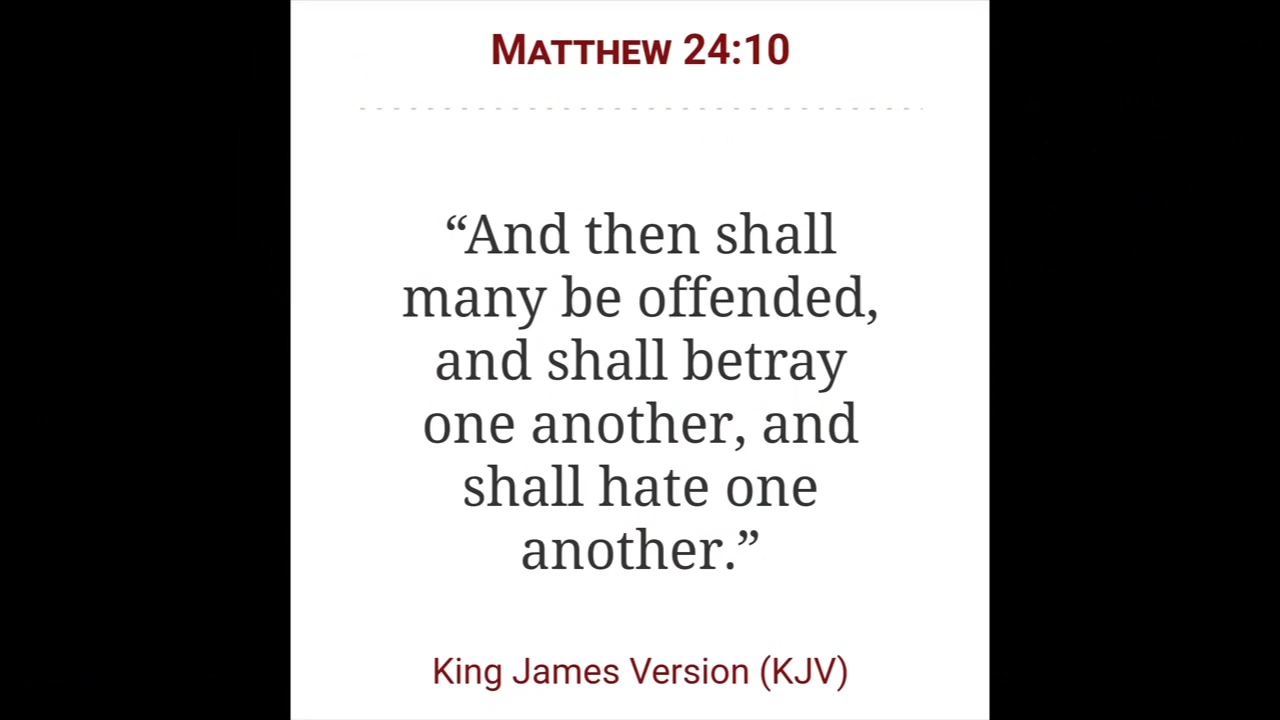 Matthew 24:10
“And then shall
many be offended,
and shall betray
one another, and
shall hate one
another.”
King James Version (KJV)